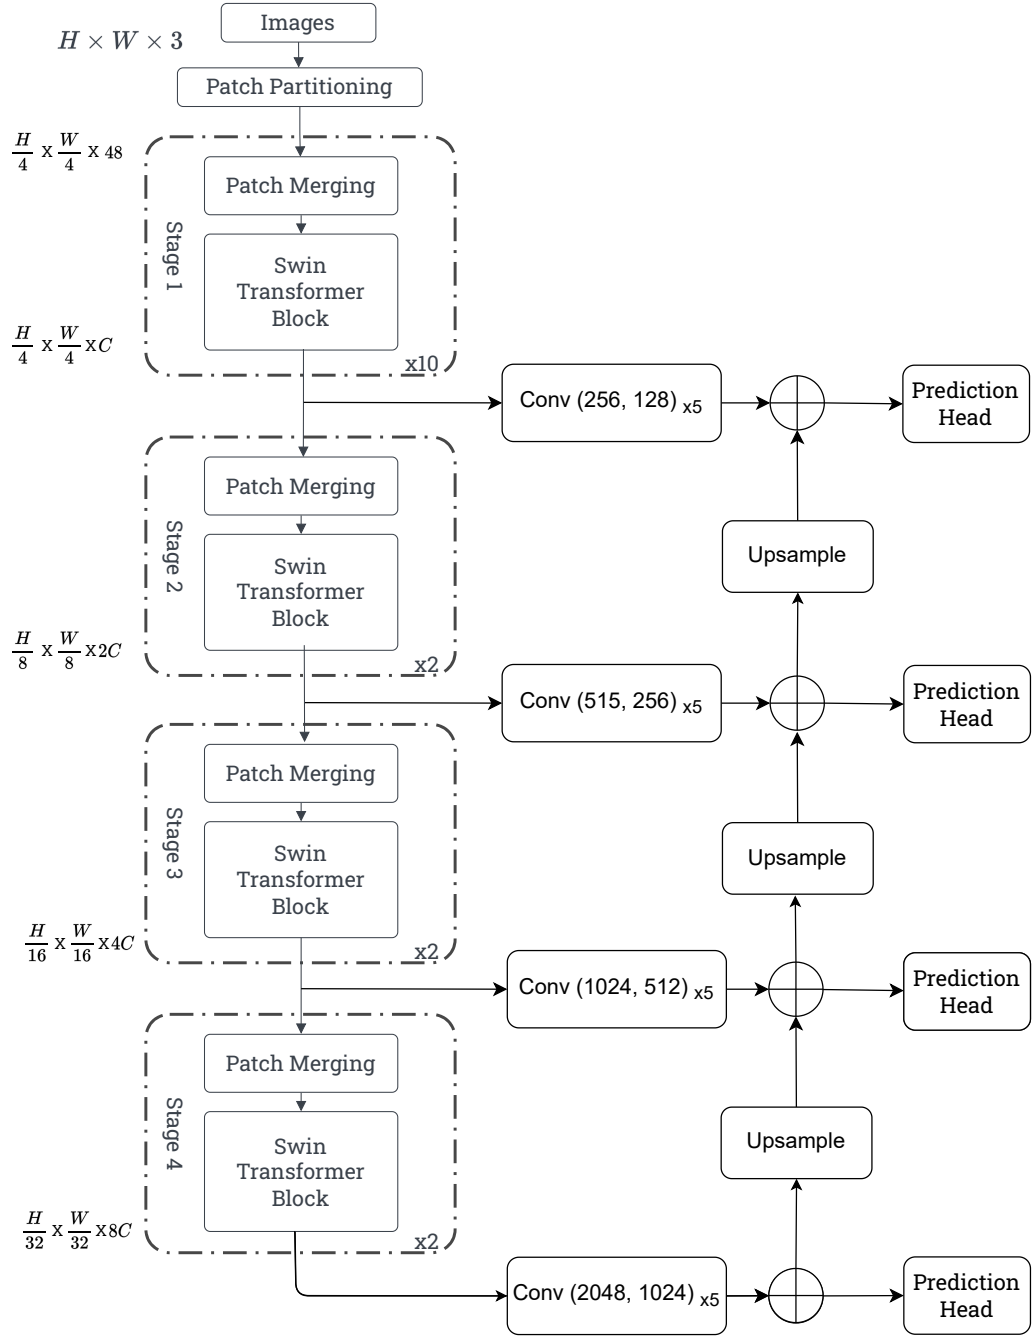 Images
H × W × 3
Patch Partitioning
H/4 x W/4 x 48
Patch Merging
Stage 1
Swin
Transformer
Block
H/4 x W/4 x C
x10
Conv (256, 128) x5
Prediction
Head
Patch Merging
Stage 2
Swin
Transformer
Block
Upsample
H/8 x W/8 x 2C
x2
Conv (515, 256) x5
Prediction
Head
Patch Merging
Stage 3
Swin
Transformer
Block
Upsample
H/16 x W/16 x 4C
x2
Conv (1024, 512) x5
Prediction
Head
Patch Merging
Stage 4
Swin
Transformer
Block
Upsample
H/32 x W/32 x 8C
x2
Conv (2048, 1024) x5
Prediction
Head